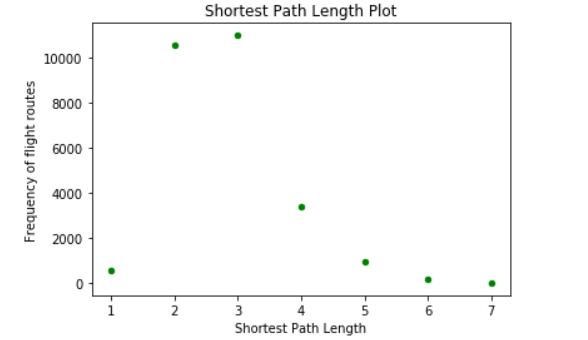 Shortest Path Length Plot
10000
8000
6000
4000
2000
0
Frequency of flight routes
1 2 3 4 5 6 7
Shortest Path Length